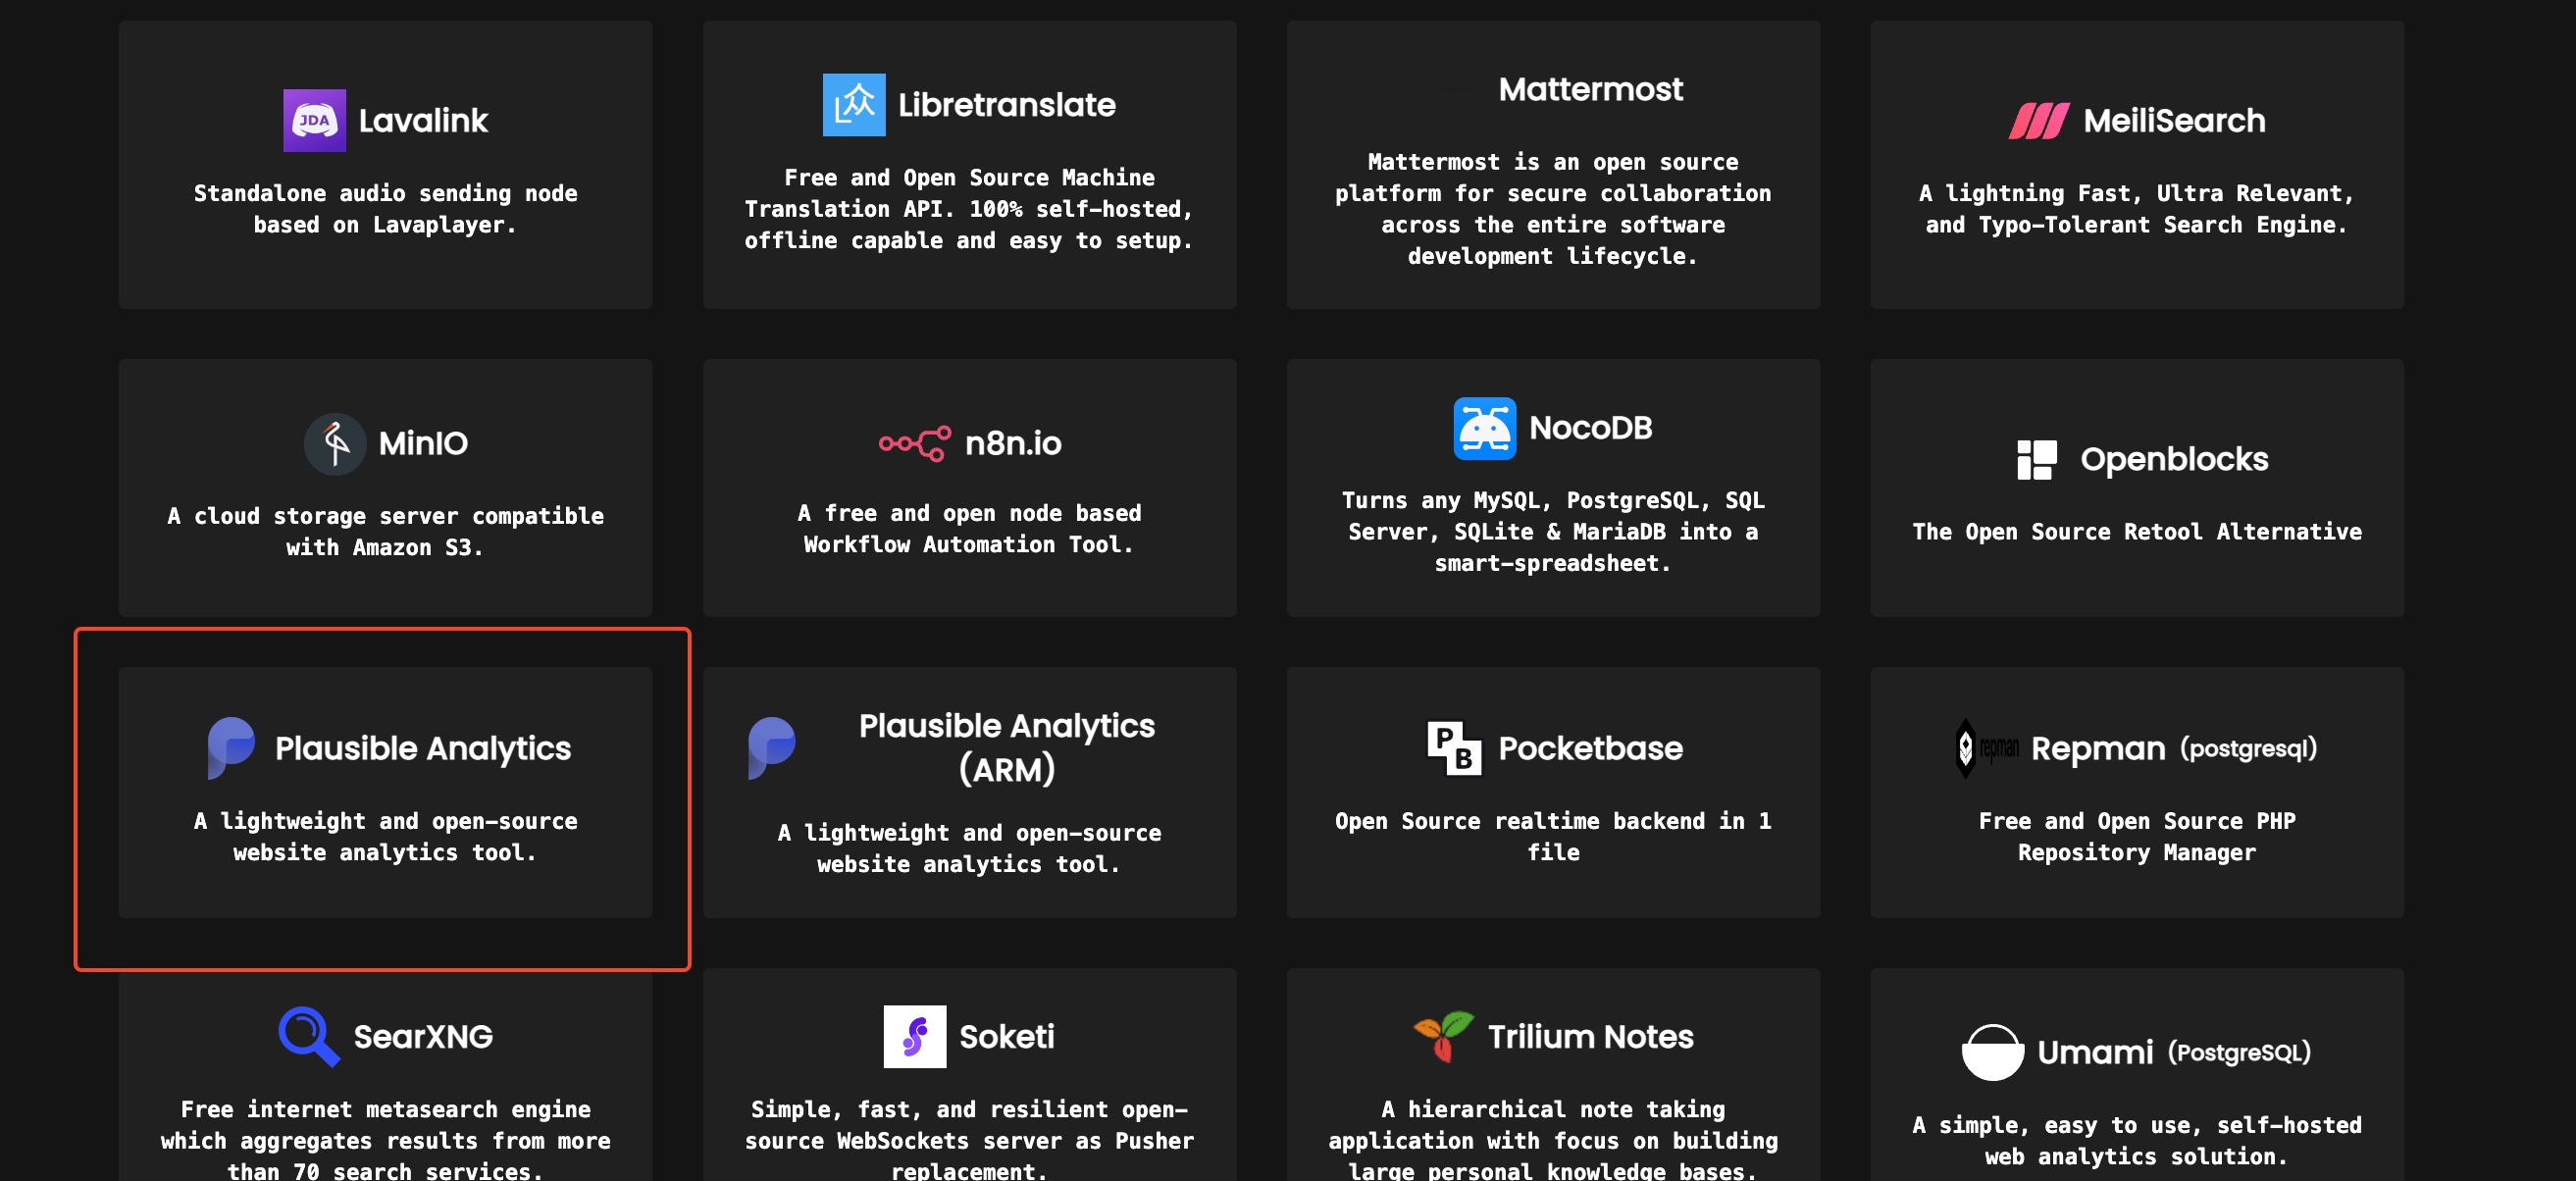 JDA
Lavalink
Standalone audio sending node
based on Lavaplayer.
众
Libretranslate
Free and Open Source Machine
Translation API. 100% self-hosted,
offline capable and easy to setup.
Mattermost
Mattermost is an open source
platform for secure collaboration
across the entire software
development lifecycle.
MeiliSearch
A lightning Fast, Ultra Relevant,
and Typo-Tolerant Search Engine.
MinIO
A cloud storage server compatible
with Amazon S3.
n8n.io
A free and open node based
Workflow Automation Tool.
NocoDB
Turns any MySQL, PostgreSQL, SQL
Server, SQLite & MariaDB into a
smart-spreadsheet.
Openblocks
The Open Source Retool Alternative
Plausible Analytics
A lightweight and open-source
website analytics tool.
Plausible Analytics
(ARM)
A lightweight and open-source
website analytics tool.
P
B
Pocketbase
Open Source realtime backend in 1
file
repman
Repman (postgresql)
Free and Open Source PHP
Repository Manager
SearXNG
Free internet metasearch engine
which aggregates results from more
than 70 search services.
Soketi
Simple, fast, and resilient open-
source WebSockets server as Pusher
replacement.
Trilium Notes
A hierarchical note taking
application with focus on building
large personal knowledge bases.
Umami (PostgreSQL)
A simple, easy to use, self-hosted
web analytics solution.